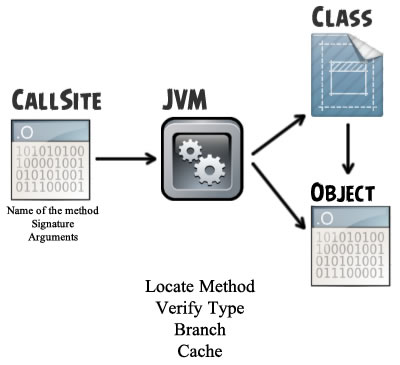 CLASS
CALLSITE
JVM
.O
101010100
100001001
010101001
011100001
Name of the method
Signature
Arguments
OBJECT
.O
101010100
100001001
010101001
011100001
Locate Method
Verify Type
Branch
Cache